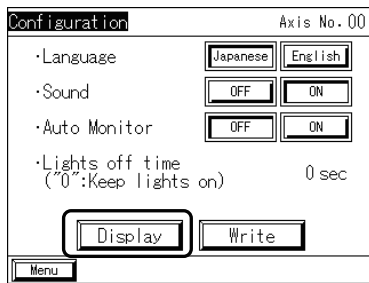 Configuration Axis No.00
・Language Japanese English
・Sound OFF ON
・Auto Monitor OFF ON
・Lights off time
("0":Keep lights on) 0 sec
Display Write
Menu